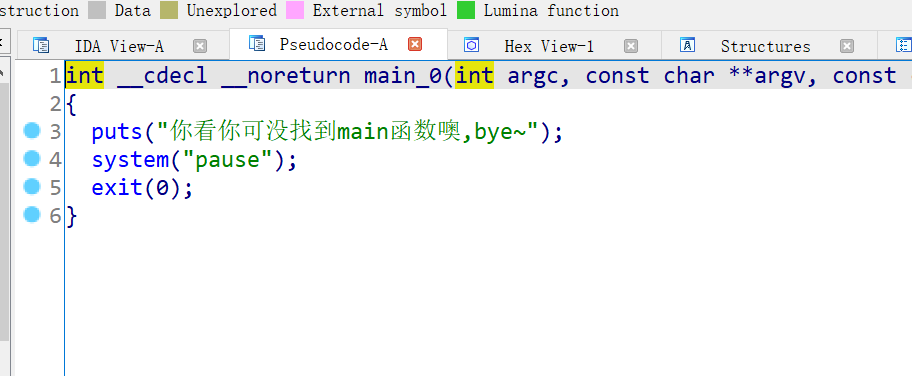 struction Data Unexplored External symbol Lumina function
IDA View-A Pseudocode-A Hex View-1 Structures
1 int __cdecl __noreturn main_0(int argc, const char **argv, const
2 {
3 puts("你看你可没找到main函数噢,bye~");
4 system("pause");
5 exit(0);
6 }